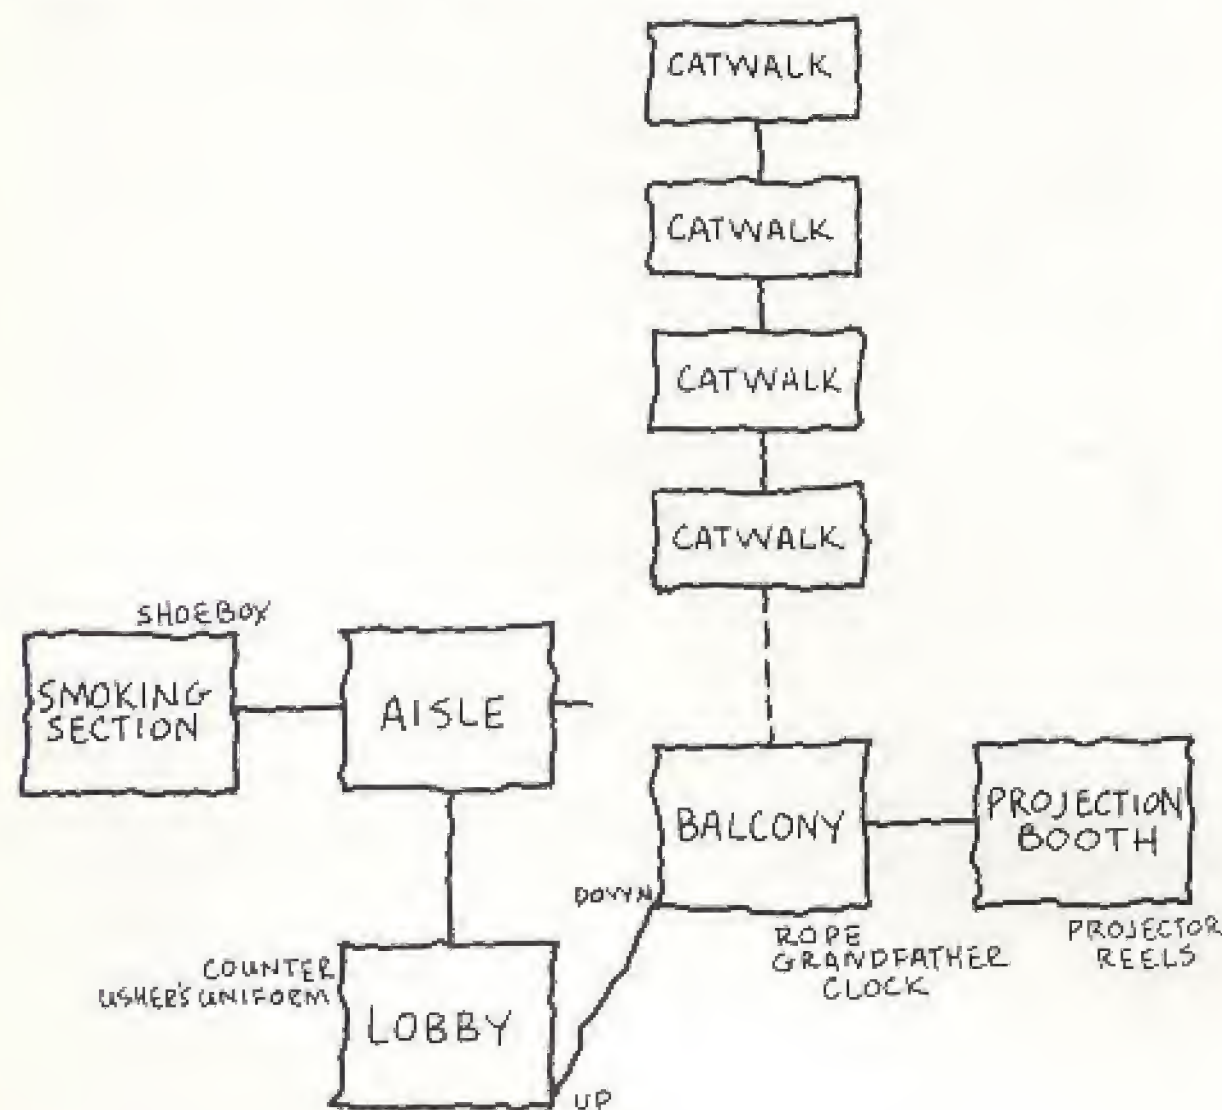 CATWALK
CATWALK
CATWALK
CATWALK
SHOEBOX
SMOKING
SECTION
AISLE
BALCONY
PROJECTION
BOOTH
DOWN
ROPE
GRANDFATHER
CLOCK
PROJECTOR
REELS
COUNTER
USHER'S UNIFORM
LOBBY
UP